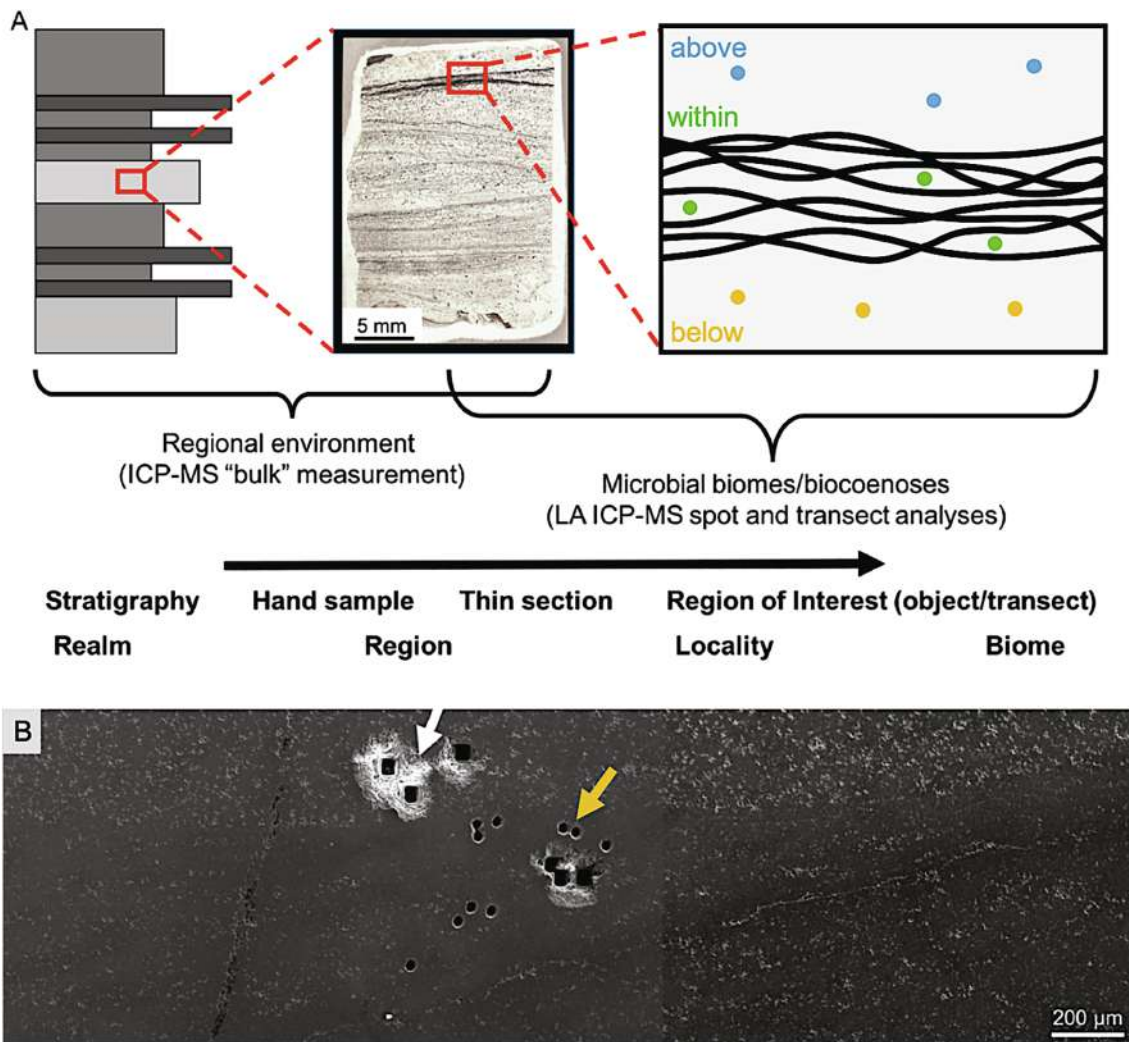 A
above
within
below
5 mm
Regional environment
(ICP-MS “bulk” measurement)
Microbial biomes/biocoenoses
(LA ICP-MS spot and transect analyses)
Stratigraphy Hand sample Thin section Region of Interest (object/transect)
Realm Region Locality Biome
B
200 µm